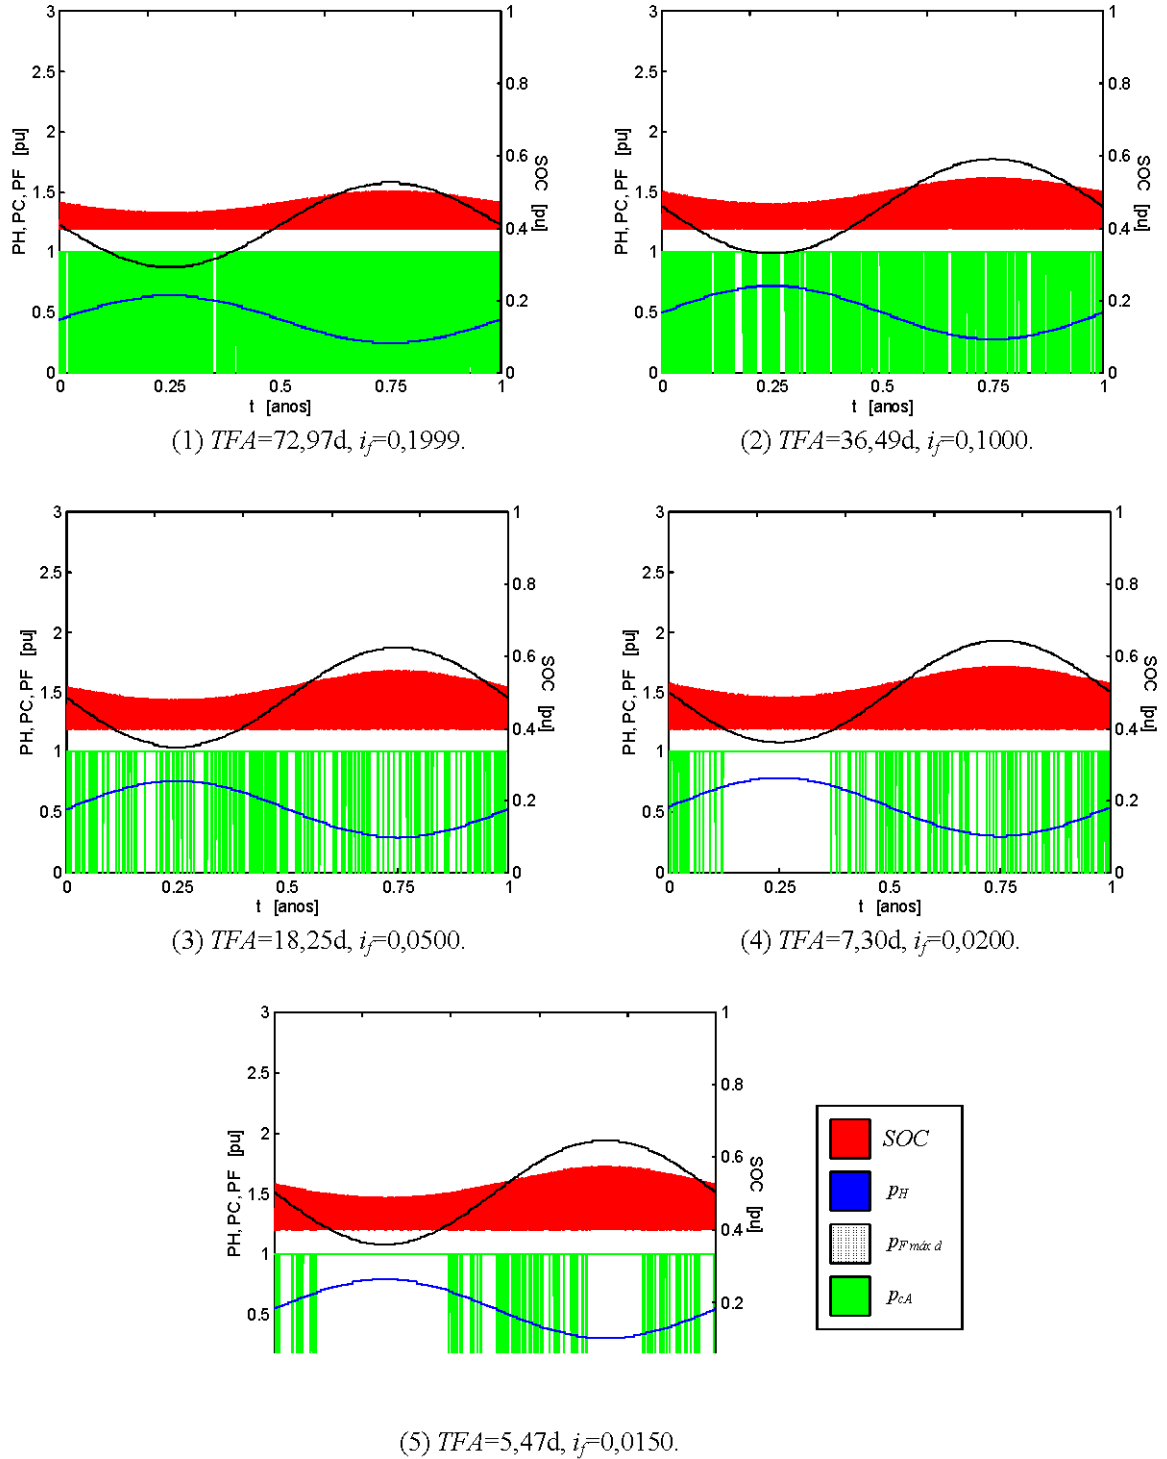 3
2.5
2
1.5
1
0.5
0
PH, PC, PF [pu]
1
0.8
0.6
0.4
0.2
0
SOC [pu]
0 0.25 0.5 0.75 1
t [anos]
(1) TFA=72,97d, i_f=0,1999.
3
2.5
2
1.5
1
0.5
0
PH, PC, PF [pu]
1
0.8
0.6
0.4
0.2
0
SOC [pu]
0 0.25 0.5 0.75 1
t [anos]
(2) TFA=36,49d, i_f=0,1000.
3
2.5
2
1.5
1
0.5
0
PH, PC, PF [pu]
1
0.8
0.6
0.4
0.2
0
SOC [pu]
0 0.25 0.5 0.75 1
t [anos]
(3) TFA=18,25d, i_f=0,0500.
3
2.5
2
1.5
1
0.5
0
PH, PC, PF [pu]
1
0.8
0.6
0.4
0.2
0
SOC [pu]
0 0.25 0.5 0.75 1
t [anos]
(4) TFA=7,30d, i_f=0,0200.
3
2.5
2
1.5
1
0.5
PH, PC, PF [pu]
1
0.8
0.6
0.4
0.2
SOC [pu]
SOC
p_H
p_Fmáx d
p_cA
(5) TFA=5,47d, i_f=0,0150.